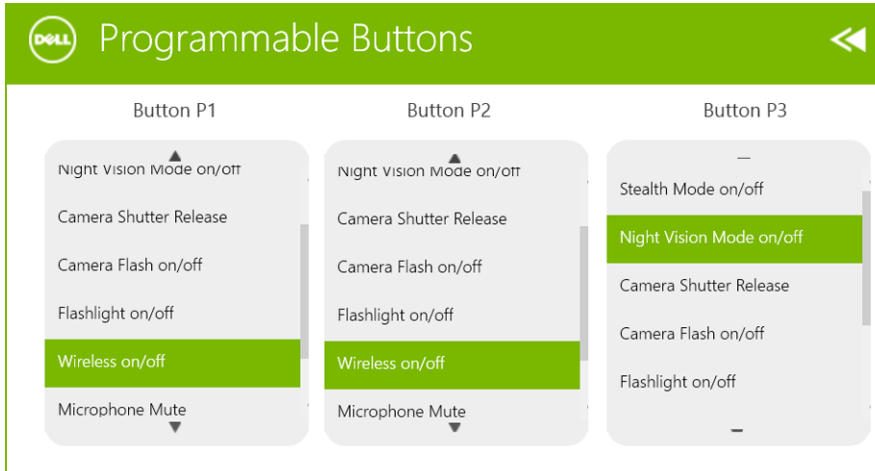 DELL Programmable Buttons
Button P1
Night Vision Mode on/off
Camera Shutter Release
Camera Flash on/off
Flashlight on/off
Wireless on/off
Microphone Mute
Button P2
Night Vision Mode on/off
Camera Shutter Release
Camera Flash on/off
Flashlight on/off
Wireless on/off
Microphone Mute
Button P3
Stealth Mode on/off
Night Vision Mode on/off
Camera Shutter Release
Camera Flash on/off
Flashlight on/off